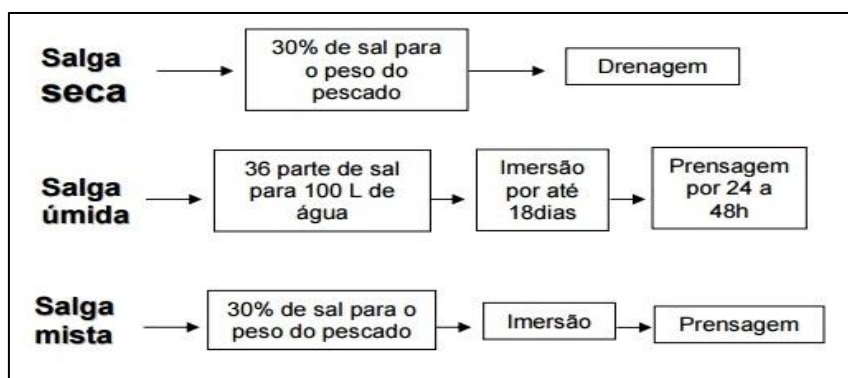 Salga
seca
30% de sal para
o peso do
pescado
Drenagem
Salga
úmida
36 parte de sal
para 100 L de
água
Imersão
por até
18dias
Prensagem
por 24 a
48h
Salga
mista
30% de sal para o
peso do pescado
Imersão
Prensagem